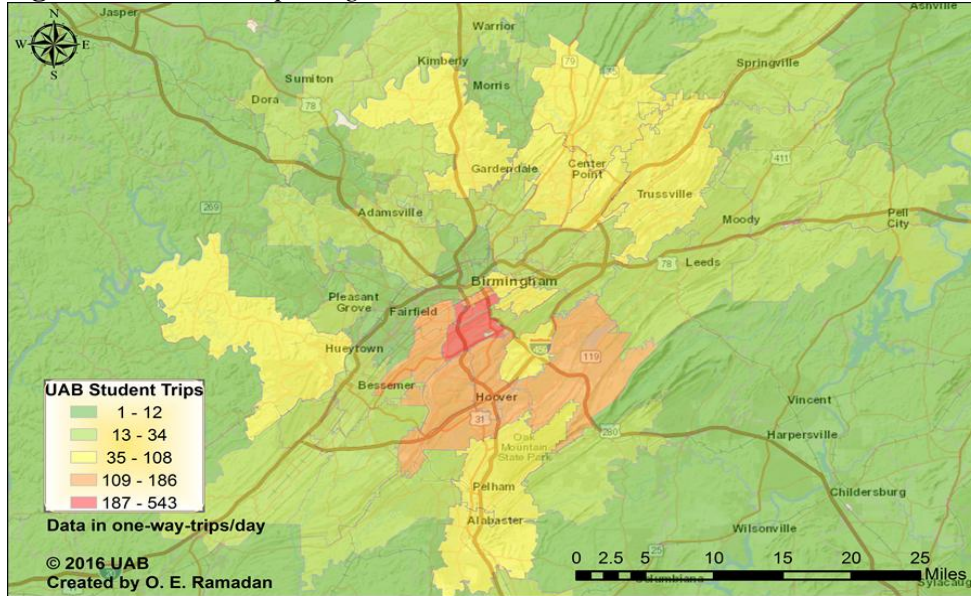 Jasper
Warrior
Ashville
N
W E
S
Kimberly
79
75
Springville
Sumiton
Morris
Dora
78
Gardendale
Center
Point
411
Trussville
269
Adamsville
Moody
Pell
City
78
Leeds
Birmingham
Pleasant
Grove
Fairfield
Hueytown
459
119
Bessemer
Hoover
31
Vincent
280
Harpersville
Oak
Mountain
State Park
Pelham
Childersburg
Alabaster
Wilsonville
25
Columbiana
UAB Student Trips
1 - 12
13 - 34
35 - 108
109 - 186
187 - 543
Data in one-way-trips/day
© 2016 UAB
Created by O. E. Ramadan
0 2.5 5 10 15 20 25
Miles
Sylacaug